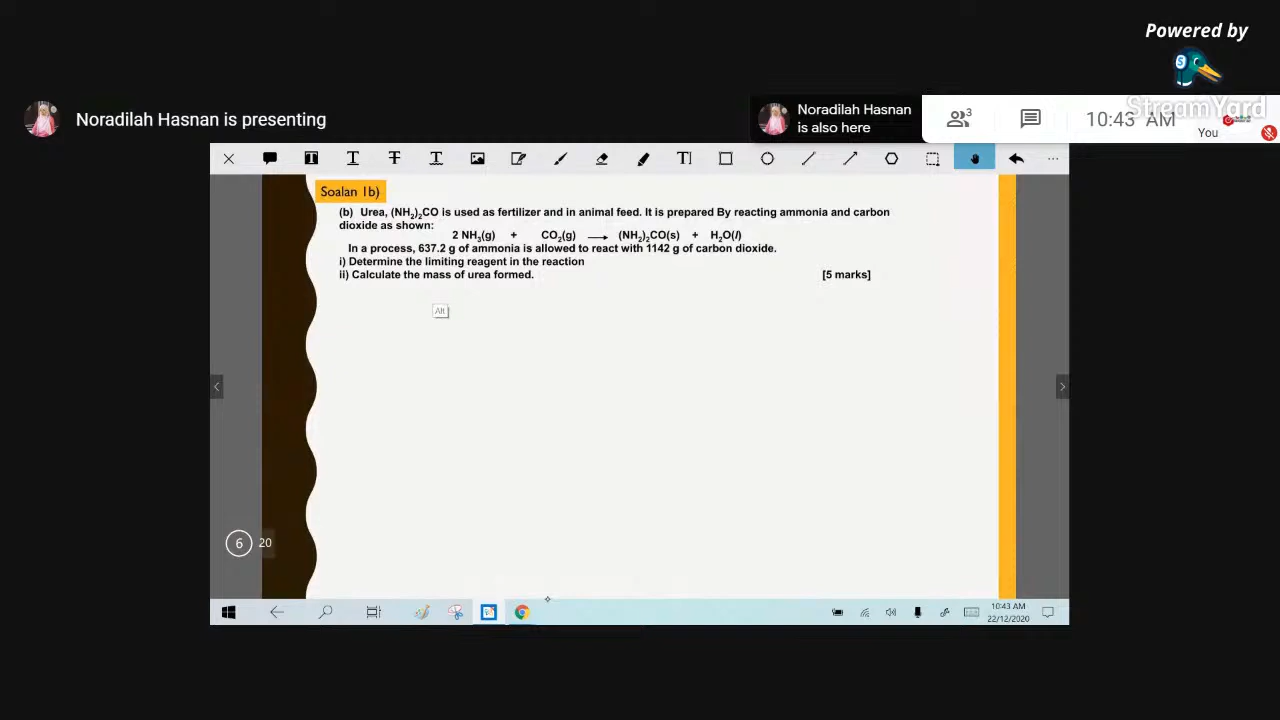 Powered by
StreamYard
Noradilah Hasnan is presenting
Noradilah Hasnan
is also here
3
10:43 AM
You
Soalan 1b)
(b) Urea, (NH₂)₂CO is used as fertilizer and in animal feed. It is prepared By reacting ammonia and carbon
dioxide as shown:
2 NH₃(g) + CO₂(g) ⟶ (NH₂)₂CO(s) + H₂O(l)
In a process, 637.2 g of ammonia is allowed to react with 1142 g of carbon dioxide.
i) Determine the limiting reagent in the reaction
ii) Calculate the mass of urea formed. [5 marks]
Alt
6 20
10:43 AM
22/12/2020